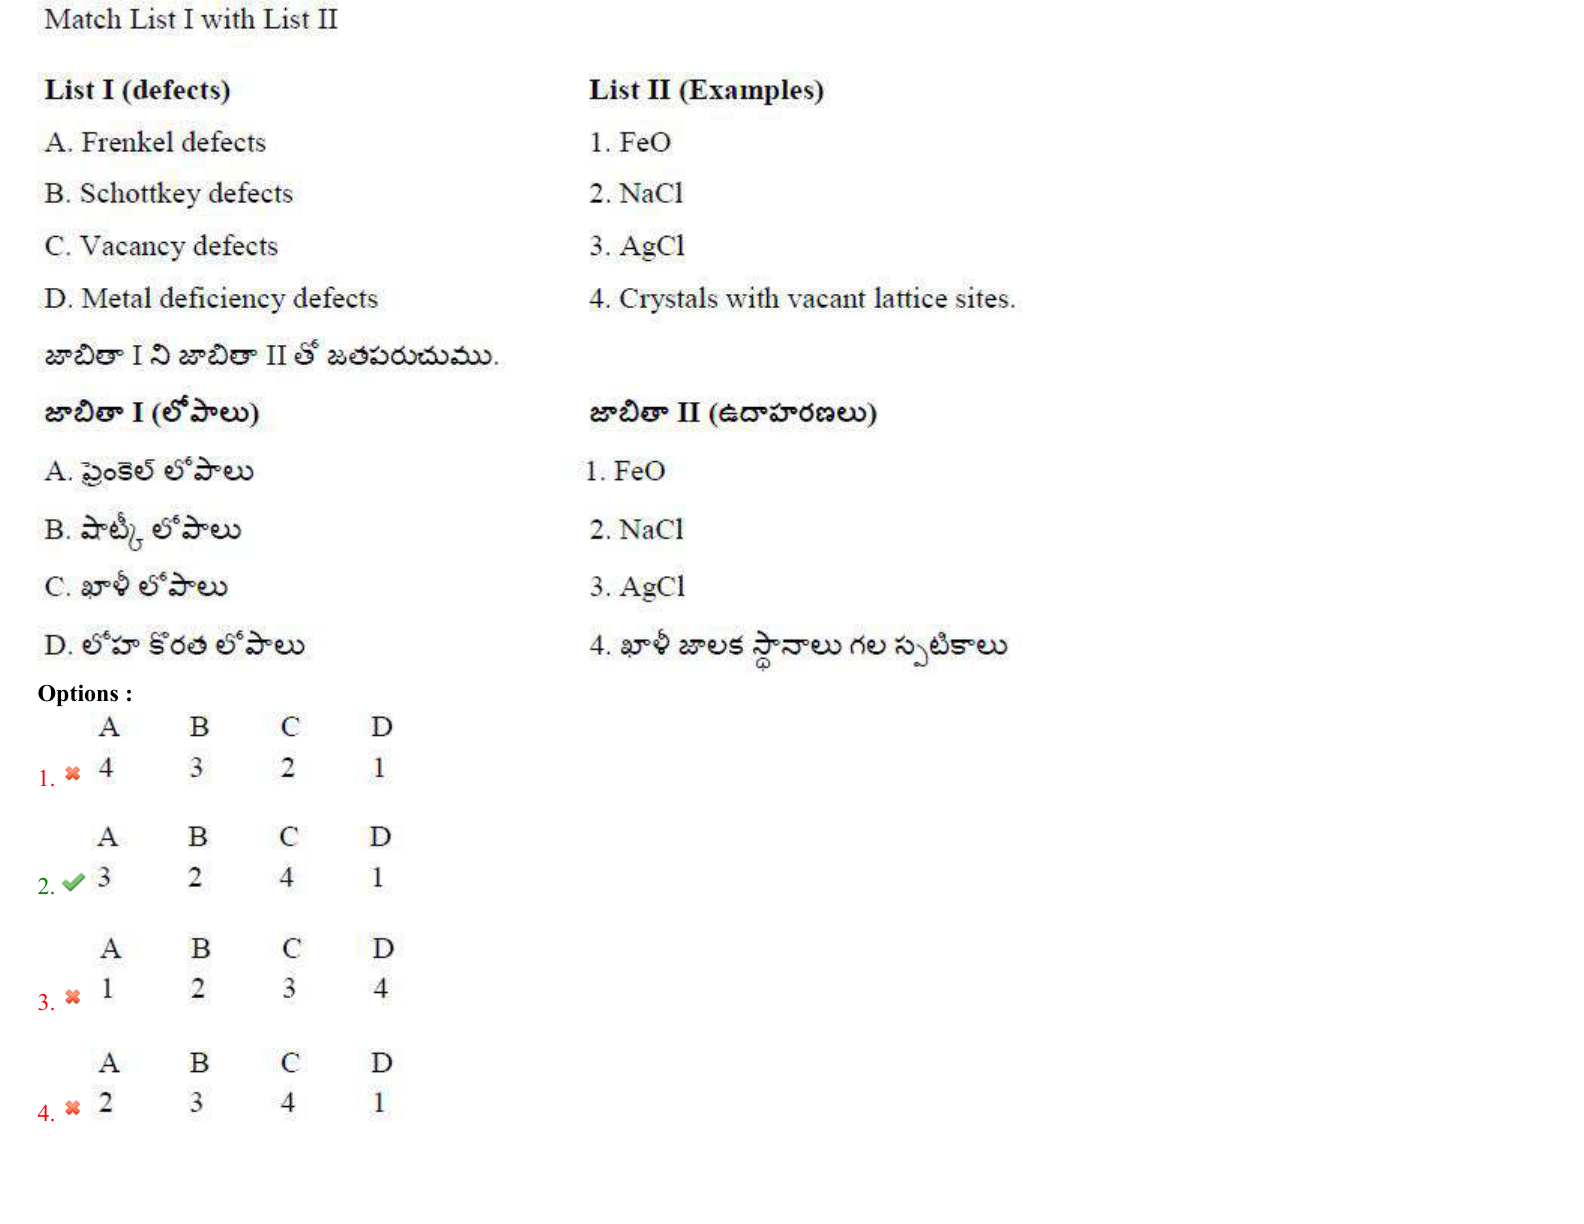 Match List I with List II
List I (defects) List II (Examples)
A. Frenkel defects 1. FeO
B. Schottkey defects 2. NaCl
C. Vacancy defects 3. AgCl
D. Metal deficiency defects 4. Crystals with vacant lattice sites.
జాబితా I ని జాబితా II తో జతపరుచుము.
జాబితా I (లోపాలు) జాబితా II (ఉదాహరణలు)
A. ఫ్రెంకెల్ లోపాలు 1. FeO
B. షాట్కీ లోపాలు 2. NaCl
C. ఖాళీ లోపాలు 3. AgCl
D. లోహ కొరత లోపాలు 4. ఖాళీ జాలక స్థానాలు గల స్పటికాలు
Options :
A B C D
1. 4 3 2 1
A B C D
2. 3 2 4 1
A B C D
3. 1 2 3 4
A B C D
4. 2 3 4 1